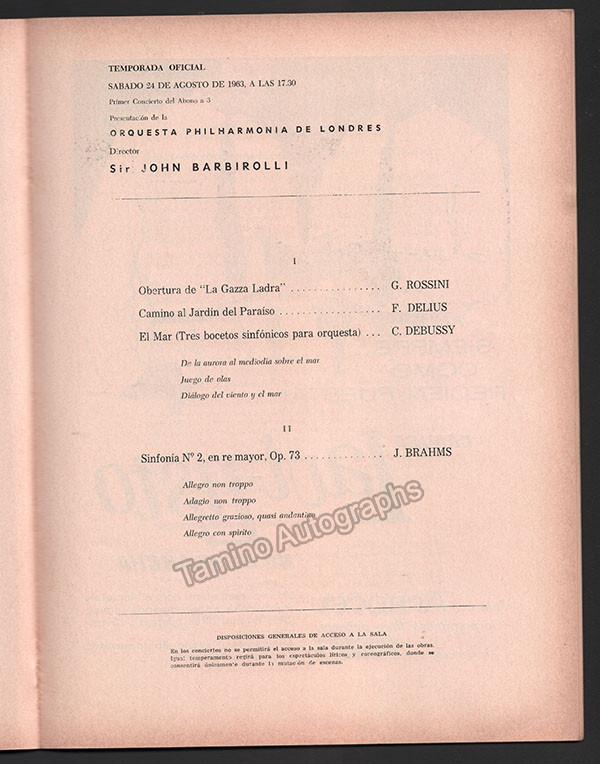 TEMPORADA OFICIAL
SABADO 24 DE AGOSTO DE 1963, A LAS 17.30
Primer Concierto del Abono a 3
Presentación de la
ORQUESTA PHILHARMONIA DE LONDRES
Director
Sir JOHN BARBIROLLI
I
Obertura de "La Gazza Ladra" ............... G. ROSSINI
Camino al Jardín del Paraíso ................. F. DELIUS
El Mar (Tres bocetos sinfónicos para orquesta) ... C. DEBUSSY
De la aurora al mediodía sobre el mar
Juego de olas
Diálogo del viento y el mar
II
Sinfonía Nº 2, en re mayor, Op. 73 ............. J. BRAHMS
Allegro non troppo
Adagio non troppo
Allegretto grazioso, quasi andantino
Allegro con spirito
Tamino Autographs
DISPOSICIONES GENERALES DE ACCESO A LA SALA
En los conciertos no se permitirá el acceso a la sala durante la ejecución de las obras.
Igual temperamento regirá para los espectáculos líricos y coreográficos, donde se
consentirá únicamente durante la mutación de escenas.